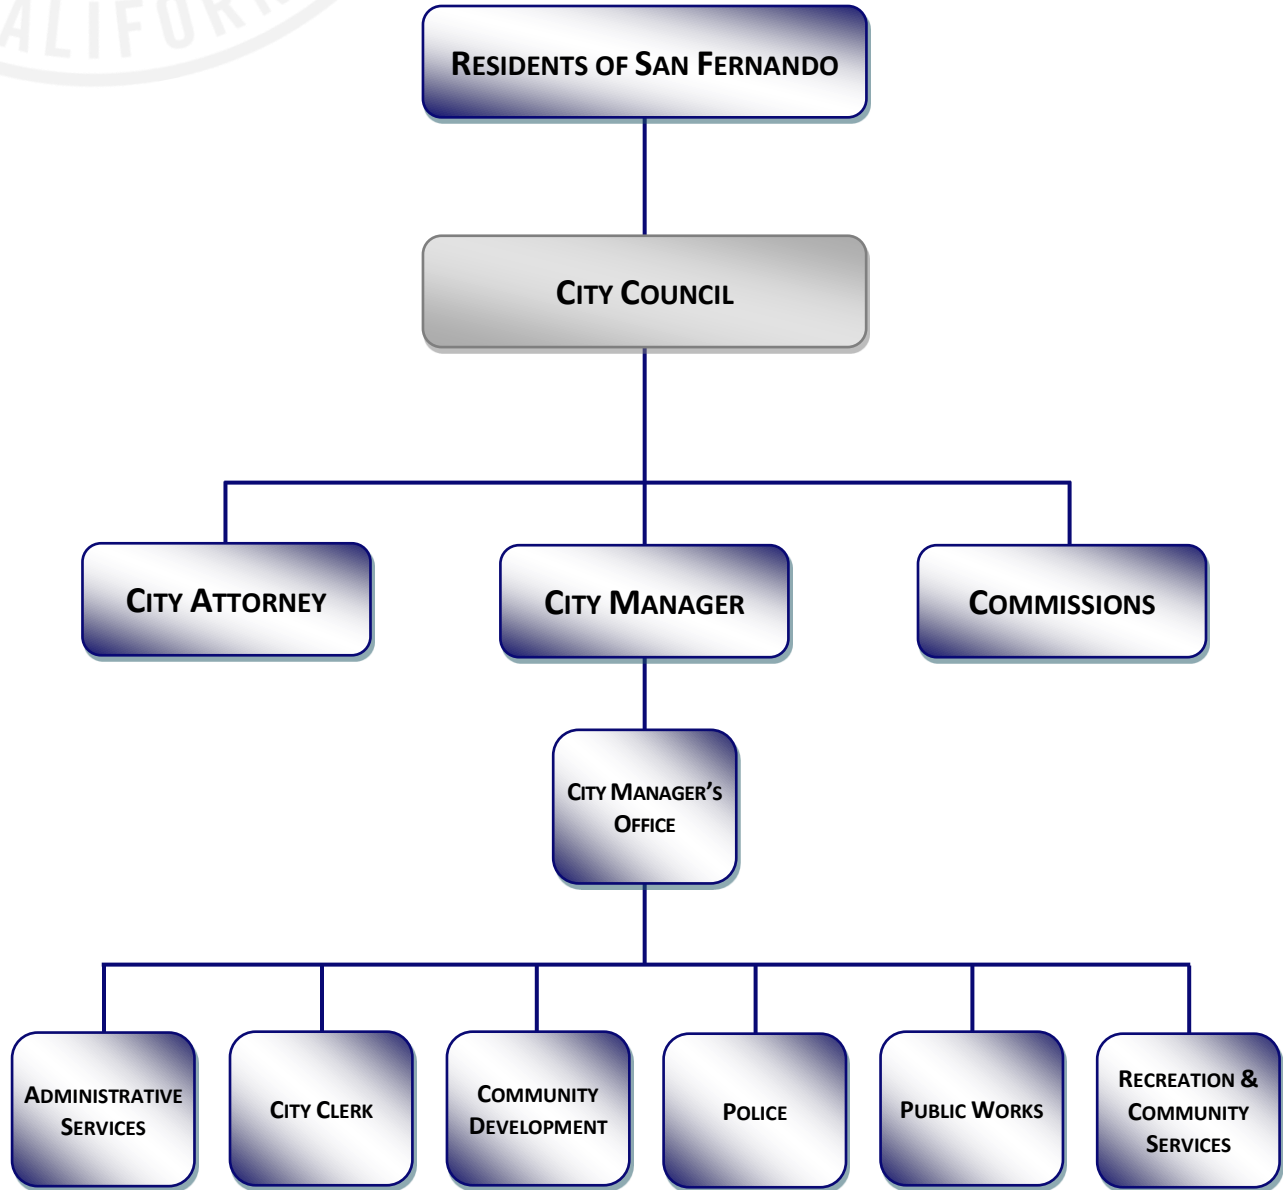 RESIDENTS OF SAN FERNANDO
CITY COUNCIL
CITY ATTORNEY
CITY MANAGER
COMMISSIONS
CITY MANAGER'S
OFFICE
ADMINISTRATIVE
SERVICES
CITY CLERK
COMMUNITY
DEVELOPMENT
POLICE
PUBLIC WORKS
RECREATION &
COMMUNITY
SERVICES